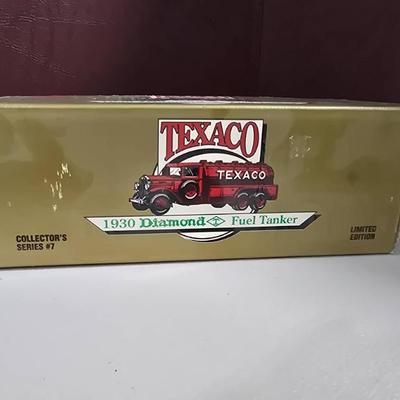 TEXACO
TEXACO
1930 Diamond T Fuel Tanker
COLLECTOR'S
SERIES #7
LIMITED
EDITION